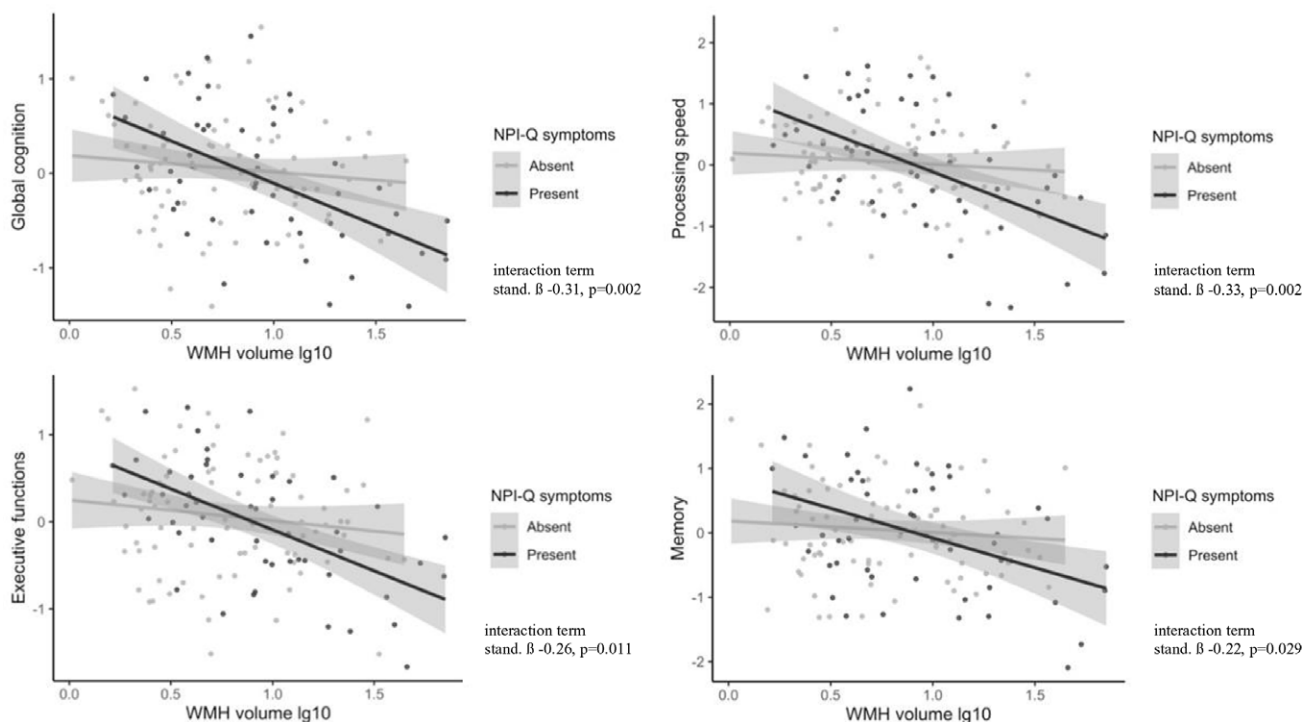 Global cognition
1
0
-1
0.0
0.5
1.0
1.5
WMH volume lg10
NPI-Q symptoms
Absent
Present
interaction term
stand. ß -0.31, p=0.002
Processing speed
2
1
0
-1
-2
0.0
0.5
1.0
1.5
WMH volume lg10
NPI-Q symptoms
Absent
Present
interaction term
stand. ß -0.33, p=0.002
Executive functions
1
0
-1
0.0
0.5
1.0
1.5
WMH volume lg10
NPI-Q symptoms
Absent
Present
interaction term
stand. ß -0.26, p=0.011
Memory
2
1
0
-1
-2
0.0
0.5
1.0
1.5
WMH volume lg10
NPI-Q symptoms
Absent
Present
interaction term
stand. ß -0.22, p=0.029